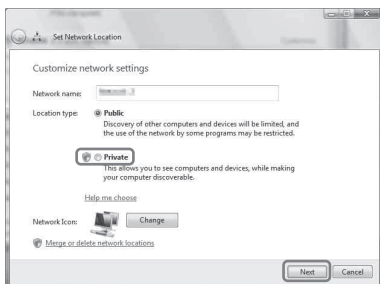 Set Network Location
Customize network settings
Network name:
Location type: Public
Discovery of other computers and devices will be limited, and
the use of the network by some programs may be restricted.
Private
This allows you to see computers and devices, while making
your computer discoverable.
Help me choose
Network Icon: Change
Merge or delete network locations
Next Cancel